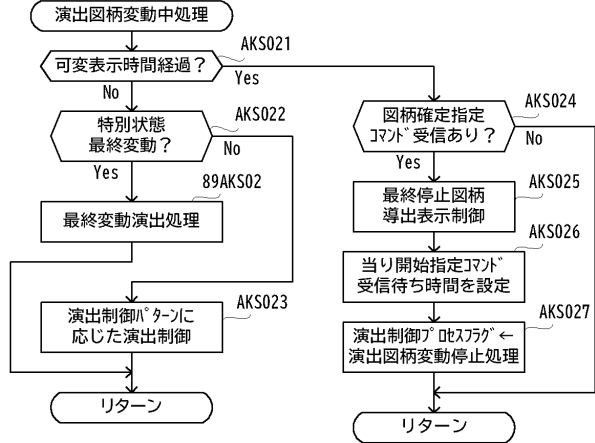 演出図柄変動中処理
AKS021
可変表示時間経過？
Yes
No
AKS022
特別状態
最終変動？
No
Yes
89AKS02
最終変動演出処理
AKS023
演出制御ﾊﾟﾀｰﾝに
応じた演出制御
リターン
AKS024
図柄確定指定
ｺﾏﾝﾄﾞ受信あり？
No
Yes
AKS025
最終停止図柄
導出表示制御
AKS026
当り開始指定ｺﾏﾝﾄﾞ
受信待ち時間を設定
AKS027
演出制御ﾌﾟﾛｾｽﾌﾗｸﾞ←
演出図柄変動停止処理
リターン